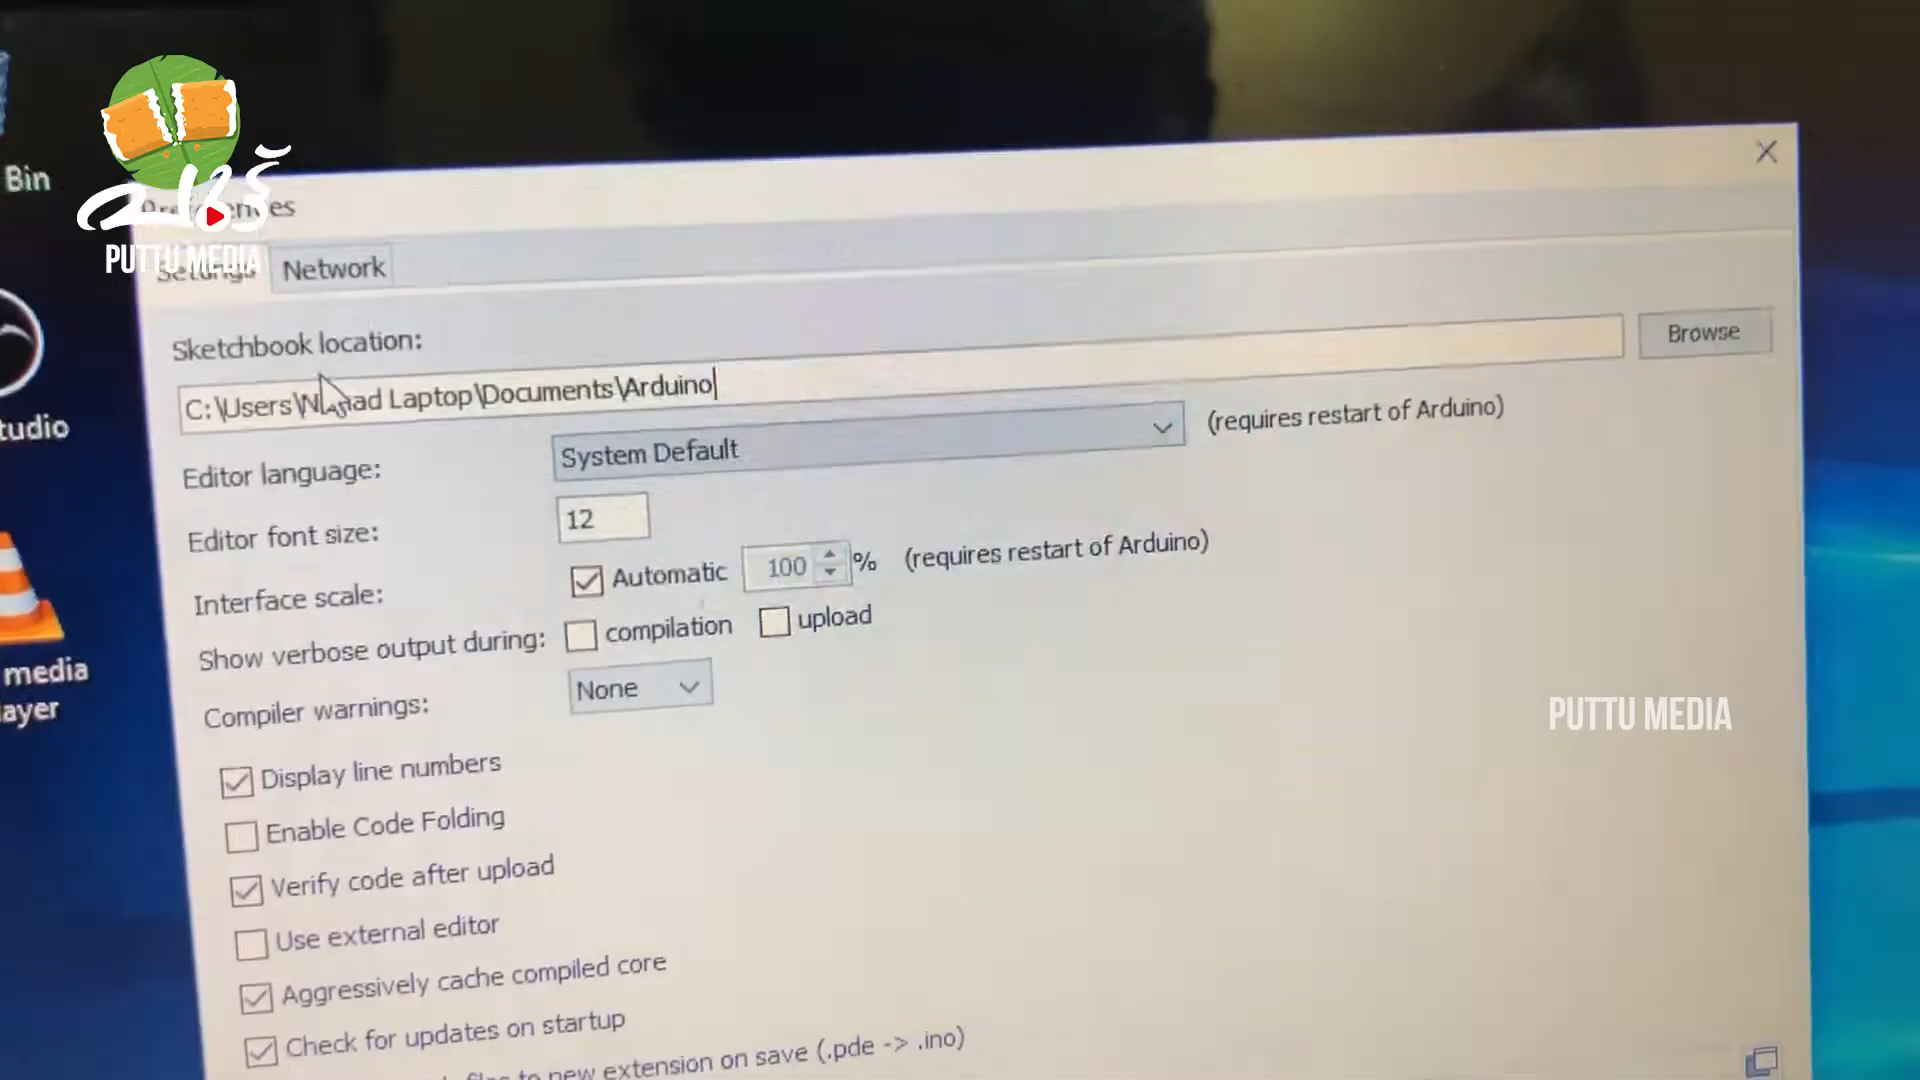 Bin
PUTTU MEDIA
Network
Sketchbook location:
Browse
Laptop\Documents\Arduino
C:\Users\
Editor language:
System Default
(requires restart of Arduino)
Editor font size:
12
Interface scale:
Automatic
100
%
(requires restart of Arduino)
Show verbose output during:
compilation
upload
Compiler warnings:
None
Display line numbers
Enable Code Folding
Verify code after upload
Use external editor
Aggressively cache compiled core
Check for updates on startup
to new extension on save (.pde -> .ino)
PUTTU MEDIA
tudio
media
ayer